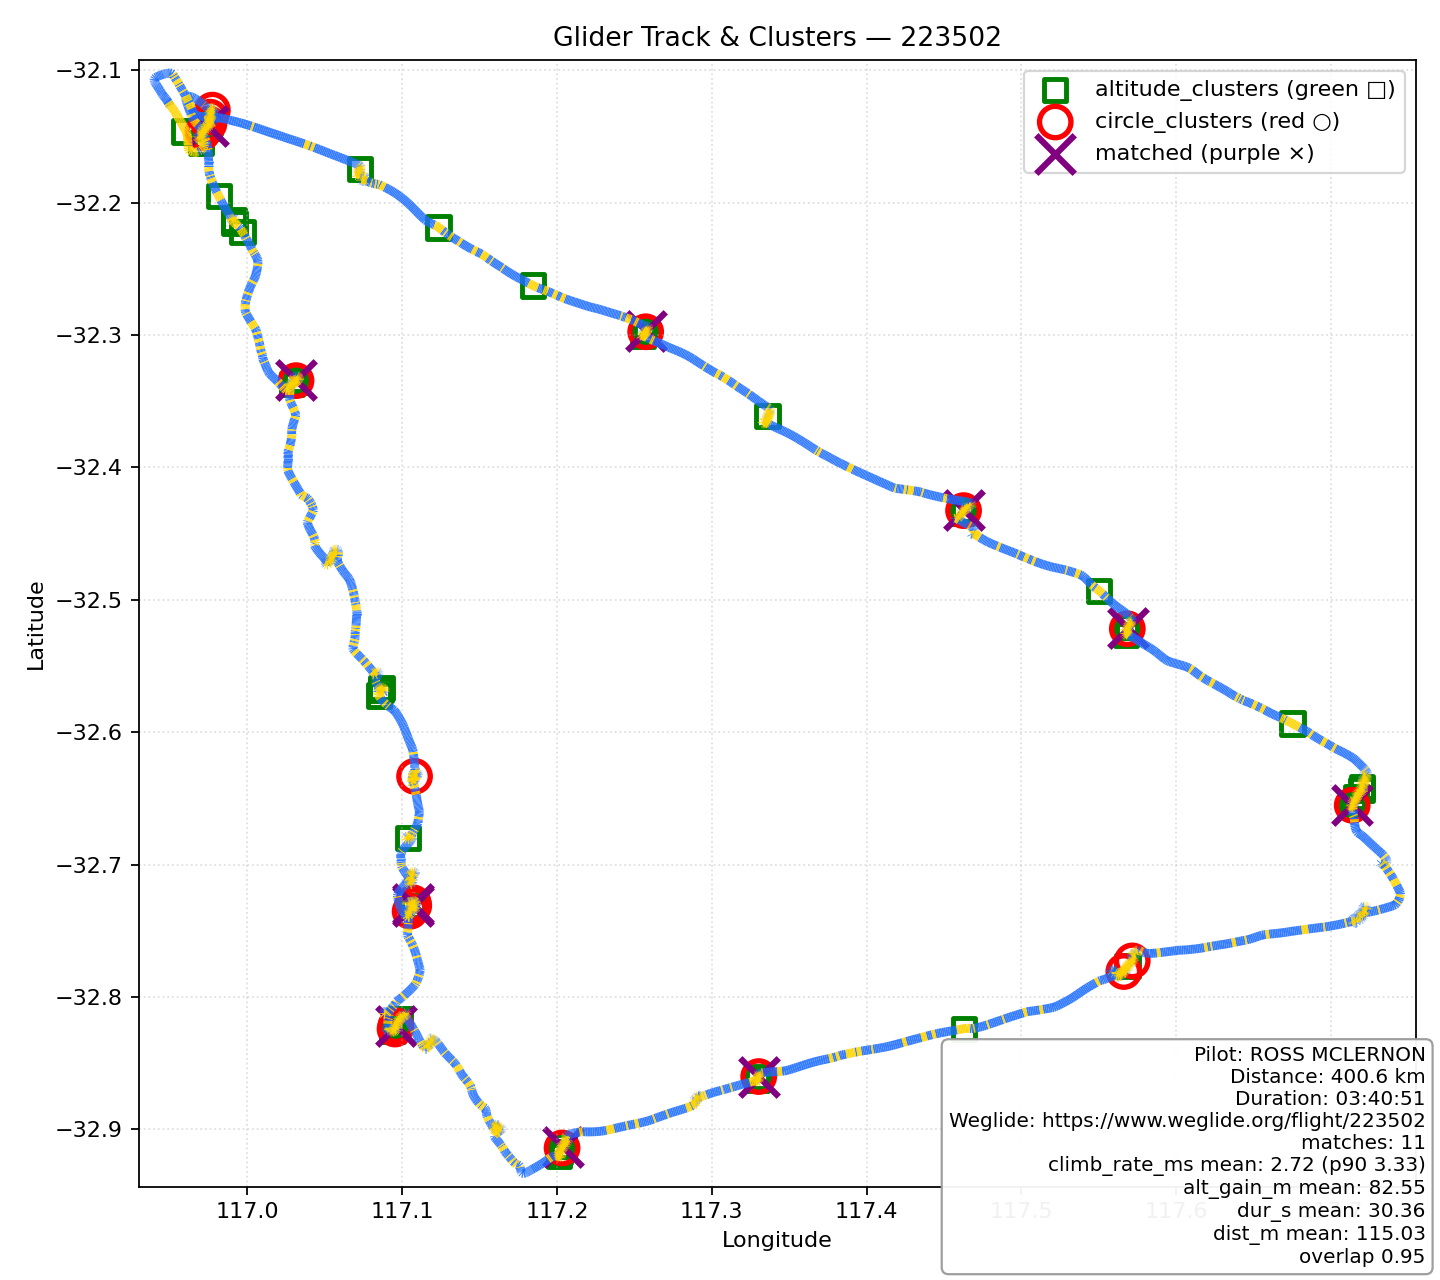 Glider Track & Clusters — 223502
altitude_clusters (green □)
circle_clusters (red ○)
matched (purple ×)
−32.1
−32.2
−32.3
−32.4
−32.5
−32.6
−32.7
−32.8
−32.9
Latitude
117.0
117.1
117.2
117.3
117.4
117.5
117.6
Longitude
Pilot: ROSS MCLERNON
Distance: 400.6 km
Duration: 03:40:51
Weglide: https://www.weglide.org/flight/223502
matches: 11
climb_rate_ms mean: 2.72 (p90 3.33)
alt_gain_m mean: 82.55
dur_s mean: 30.36
dist_m mean: 115.03
overlap 0.95